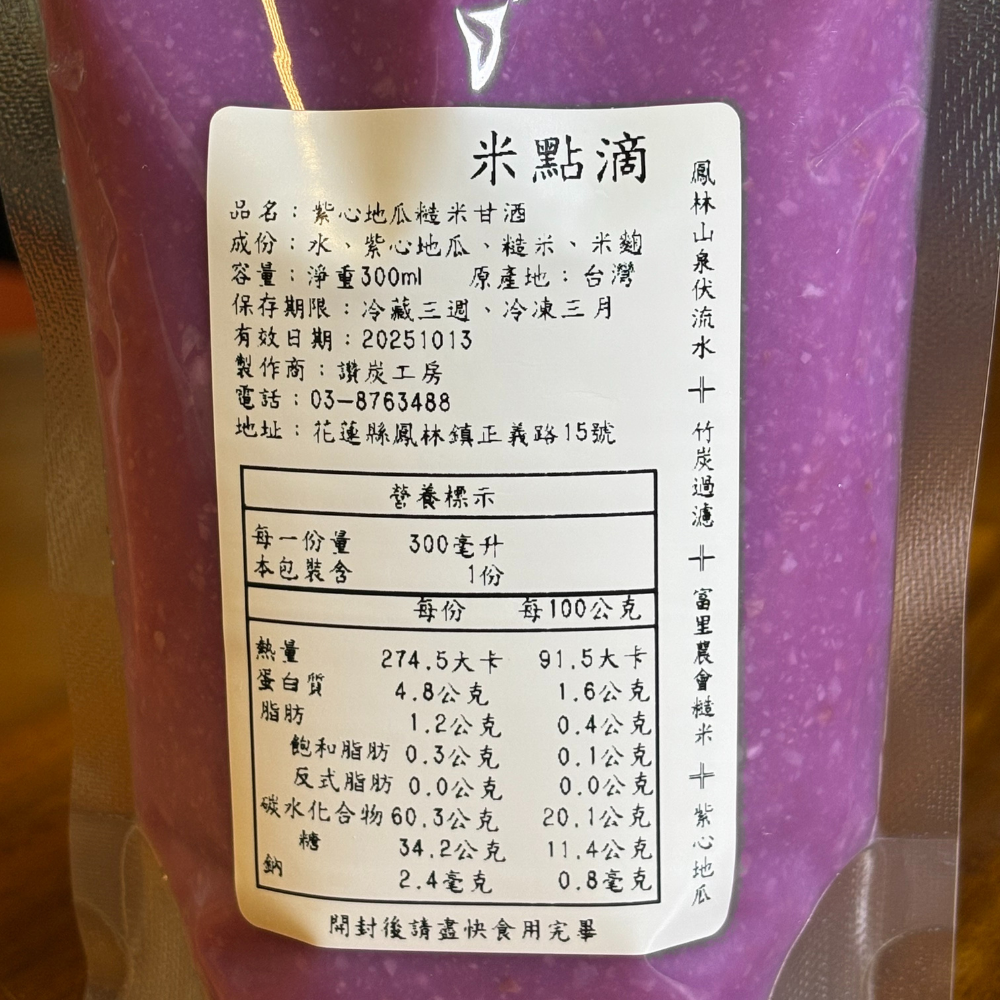 米點滴
品名：紫心地瓜糙米甘酒
成份：水、紫心地瓜、糙米、米麴
容量：淨重300ml 原產地：台灣
保存期限：冷藏三週、冷凍三月
有效日期：20251013
製作商：讚炭工房
電話：03-8763488
地址：花蓮縣鳳林鎮正義路15號
營養標示
每一份量 300毫升
本包裝含 1份
每份 每100公克
熱量 274.5大卡 91.5大卡
蛋白質 4.8公克 1.6公克
脂肪 1.2公克 0.4公克
飽和脂肪 0.3公克 0.1公克
反式脂肪 0.0公克 0.0公克
碳水化合物 60.3公克 20.1公克
糖 34.2公克 11.4公克
鈉 2.4毫克 0.8毫克
開封後請盡快食用完畢
鳳林山泉伏流水╬竹炭過濾╬富里農會糙米╬紫心地瓜